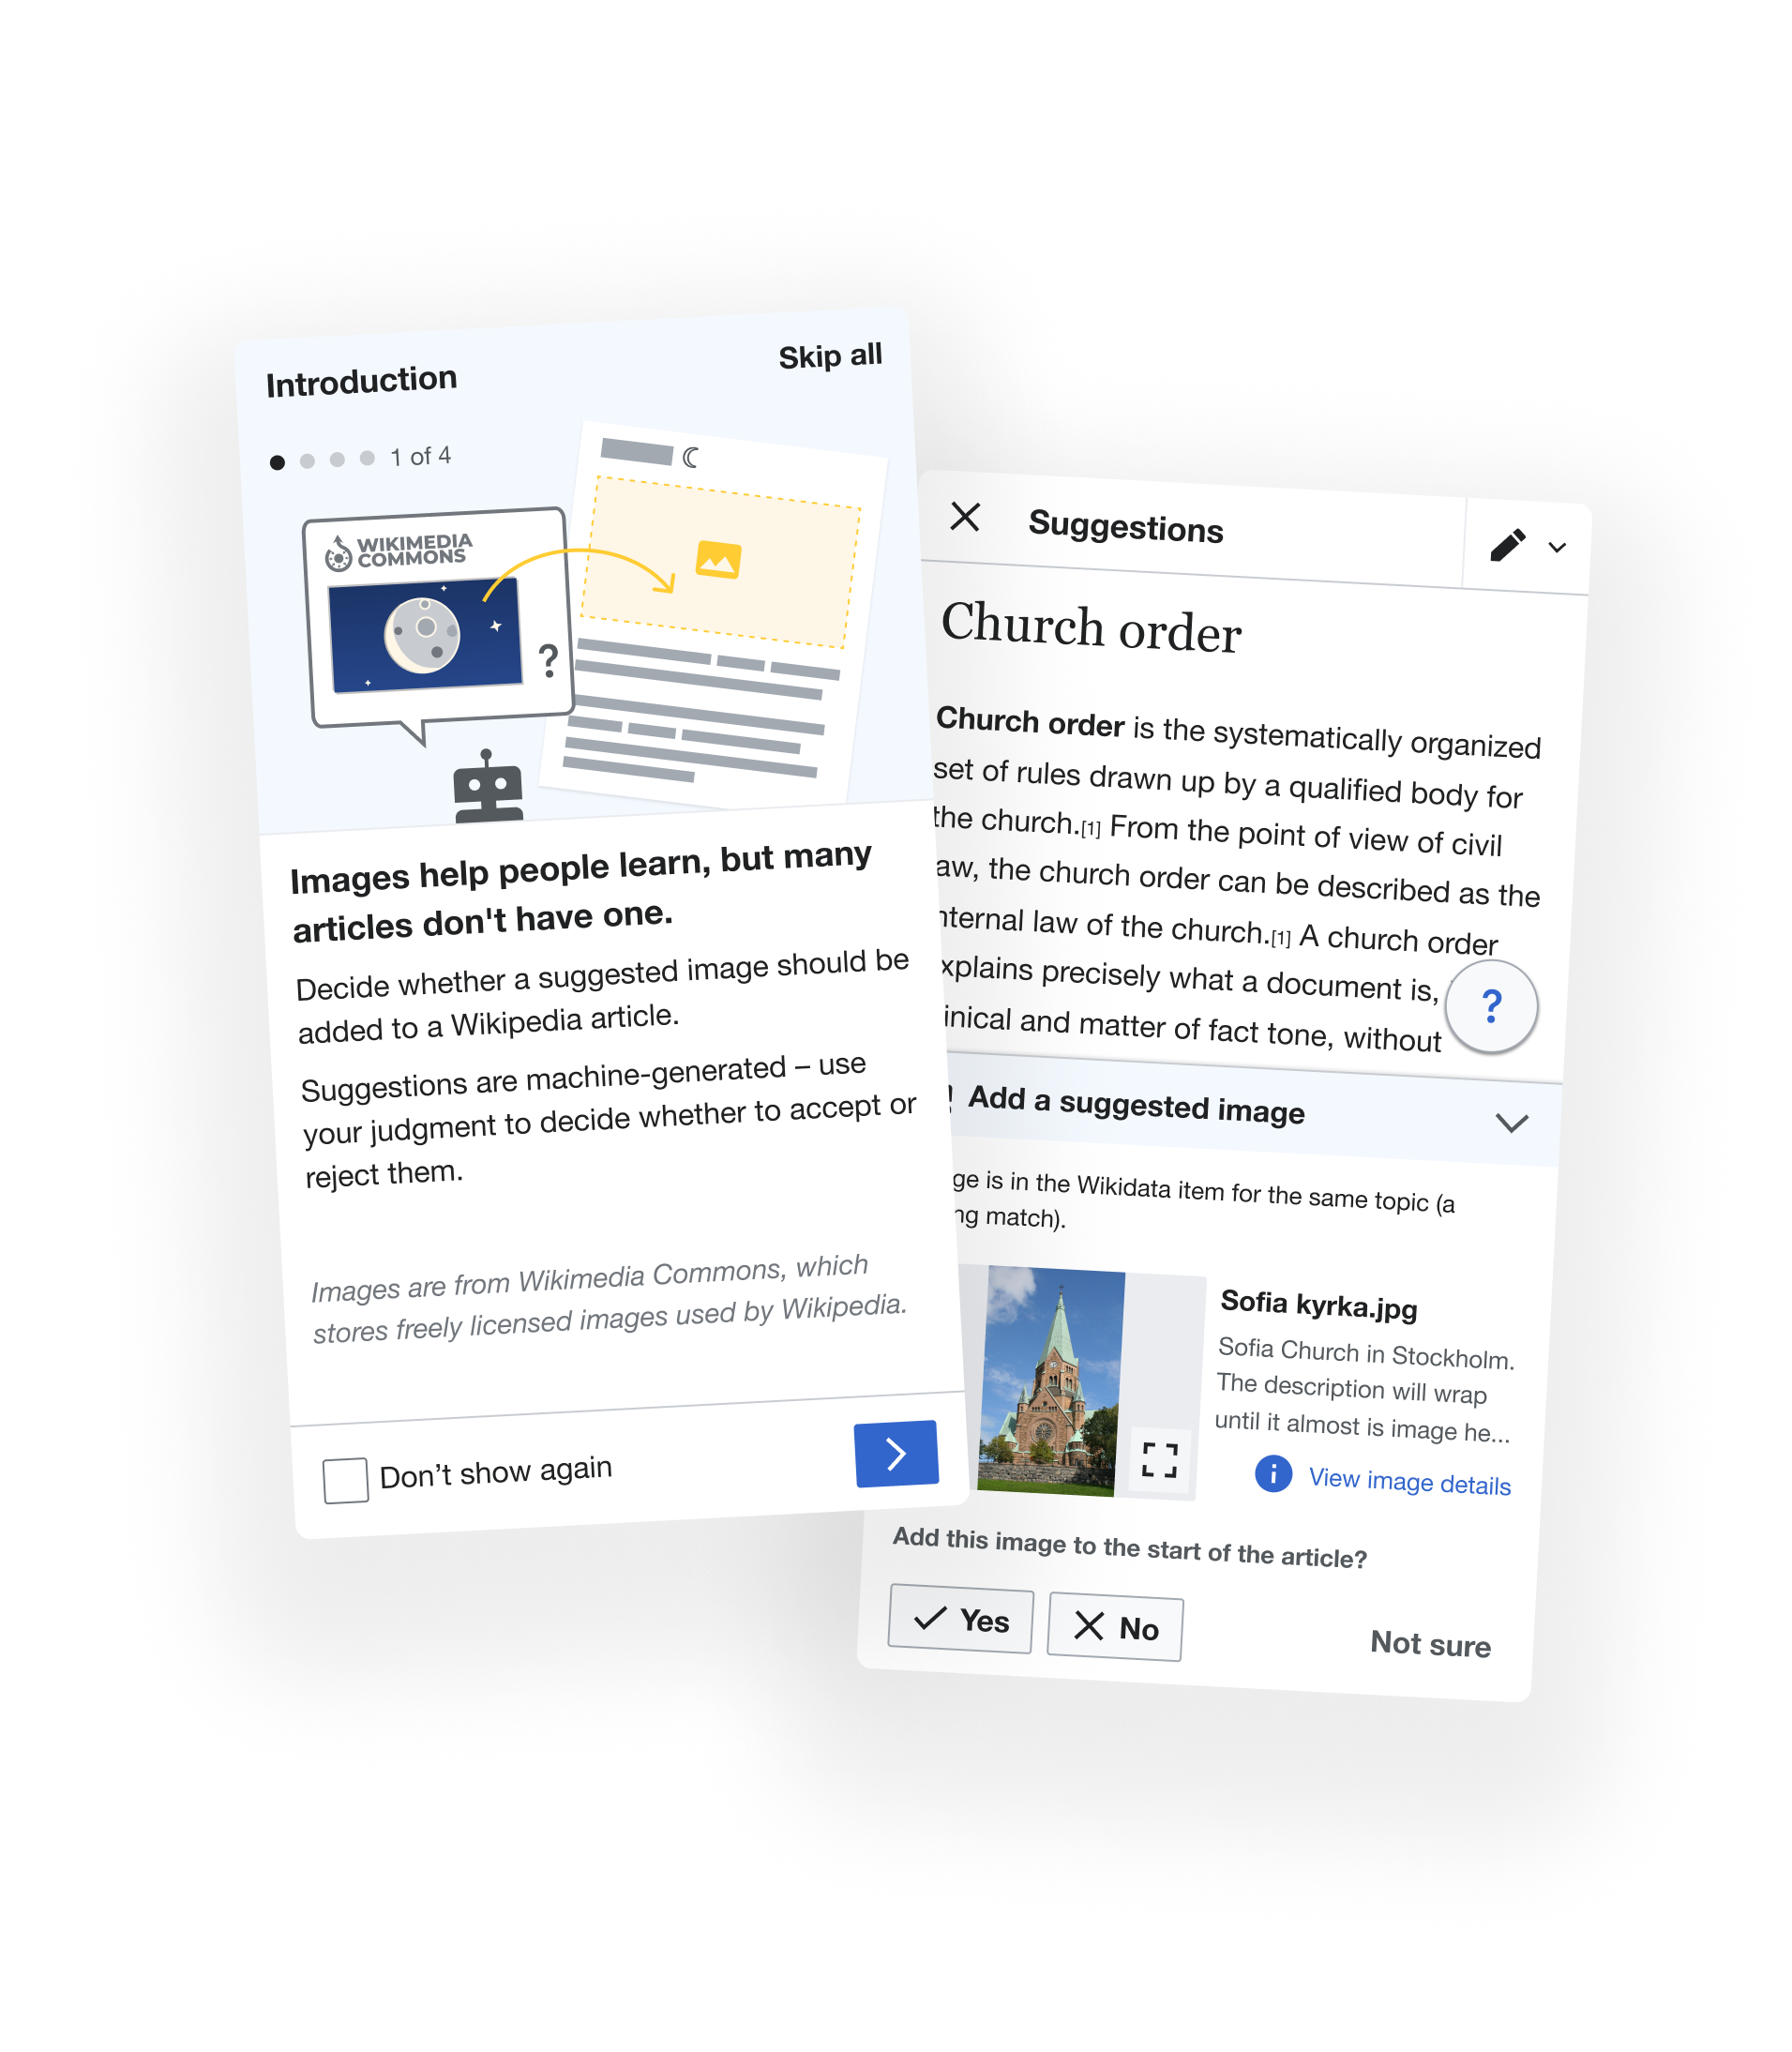 Introduction
Skip all
1 of 4
WIKIMEDIA
COMMONS
?
Images help people learn, but many
articles don't have one.
Decide whether a suggested image should be
added to a Wikipedia article.
Suggestions are machine-generated – use
your judgment to decide whether to accept or
reject them.
Images are from Wikimedia Commons, which
stores freely licensed images used by Wikipedia.
Don’t show again
Suggestions
Church order
Church order is the systematically organized
set of rules drawn up by a qualified body for
the church.[1] From the point of view of civil
aw, the church order can be described as the
nternal law of the church.[1] A church order
xplains precisely what a document is,
inical and matter of fact tone, without
?
Add a suggested image
ge is in the Wikidata item for the same topic (a
ng match).
Sofia kyrka.jpg
Sofia Church in Stockholm.
The description will wrap
until it almost is image he...
i View image details
Add this image to the start of the article?
Yes
No
Not sure